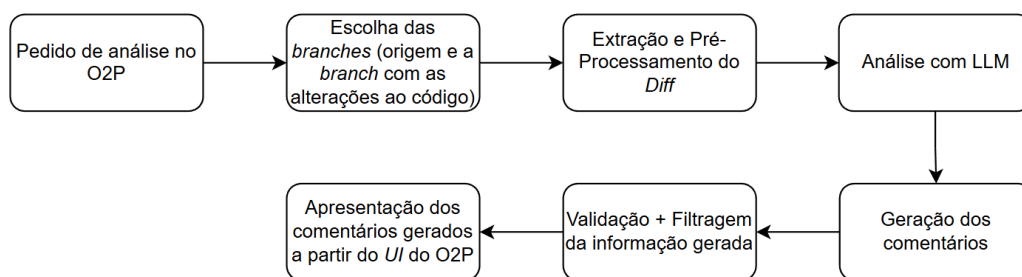 Pedido de análise no
O2P
Escolha das
branches (origem e a
branch com as
alterações ao código)
Extração e Pré-
Processamento do
Diff
Análise com LLM
Geração dos
comentários
Validação + Filtragem
da informação gerada
Apresentação dos
comentários gerados
a partir do UI do O2P